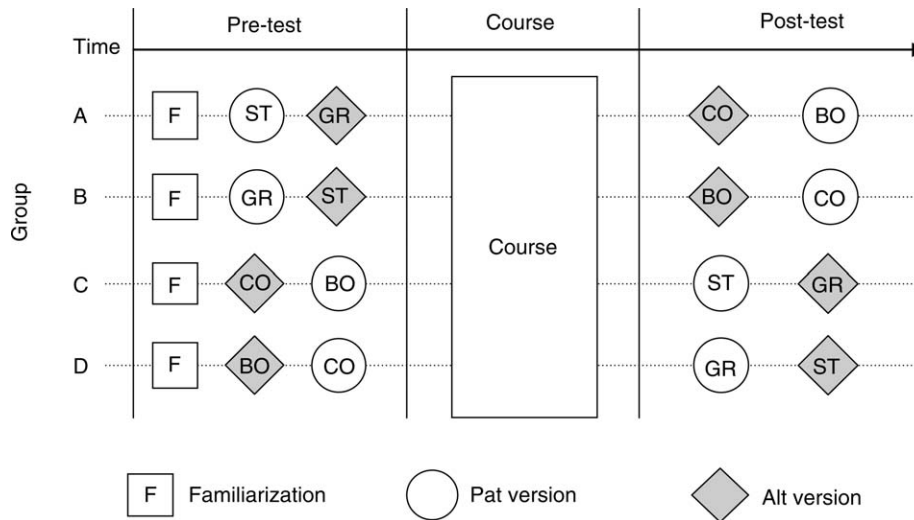 Pre-test Course Post-test
Time
A F ST GR CO BO
B F GR ST BO CO
Group
Course
C F CO BO ST GR
D F BO CO GR ST
F Familiarization Pat version Alt version